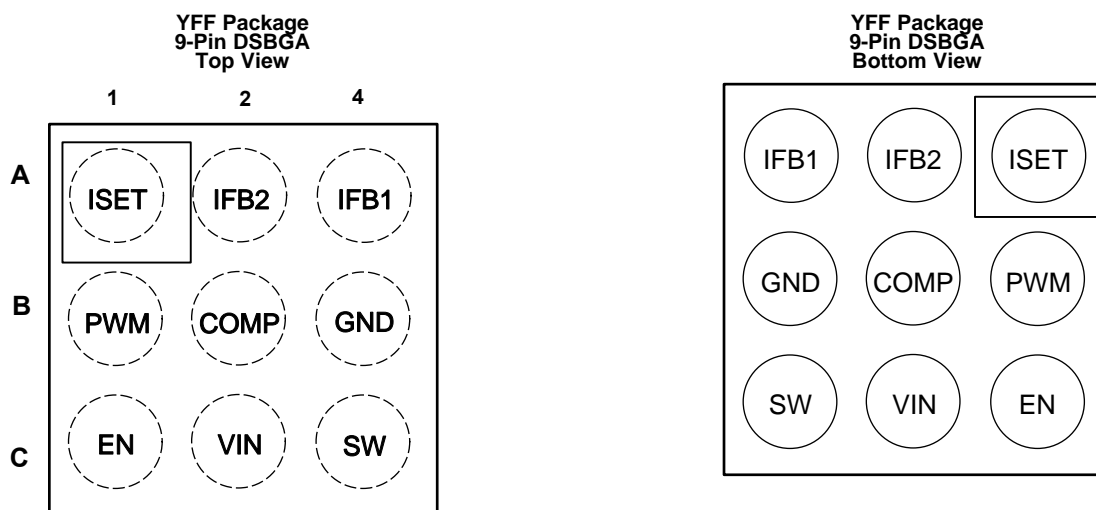 YFF Package
9-Pin DSBGA
Top View
1 2 4
A ISET IFB2 IFB1
B PWM COMP GND
C EN VIN SW
YFF Package
9-Pin DSBGA
Bottom View
IFB1 IFB2 ISET
GND COMP PWM
SW VIN EN